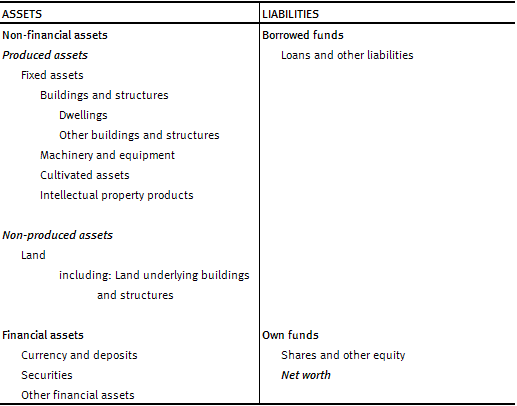 ASSETS LIABILITIES
Non-financial assets Borrowed funds
Produced assets Loans and other liabilities
Fixed assets
Buildings and structures
Dwellings
Other buildings and structures
Machinery and equipment
Cultivated assets
Intellectual property products
Non-produced assets
Land
including: Land underlying buildings
and structures
Financial assets Own funds
Currency and deposits Shares and other equity
Securities Net worth
Other financial assets